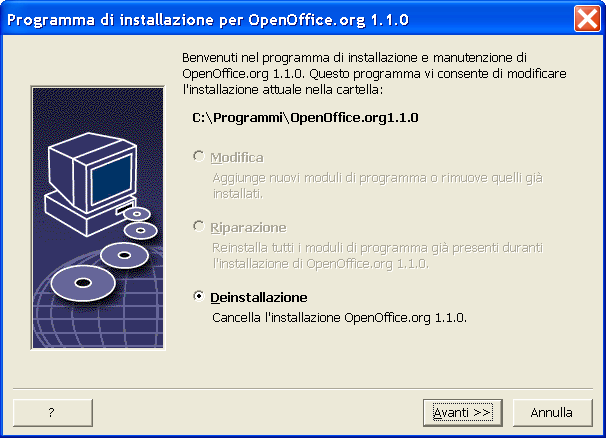 Programma di installazione per OpenOffice.org 1.1.0
Benvenuti nel programma di installazione e manutenzione di
OpenOffice.org 1.1.0. Questo programma vi consente di modificare
l'installazione attuale nella cartella:
C:\Programmi\OpenOffice.org1.1.0
Modifica
Aggiunge nuovi moduli di programma o rimuove quelli già
installati.
Riparazione
Reinstalla tutti i moduli di programma già presenti duranti
l'installazione di OpenOffice.org 1.1.0.
Deinstallazione
Cancella l'installazione OpenOffice.org 1.1.0.
?
Avanti >>
Annulla